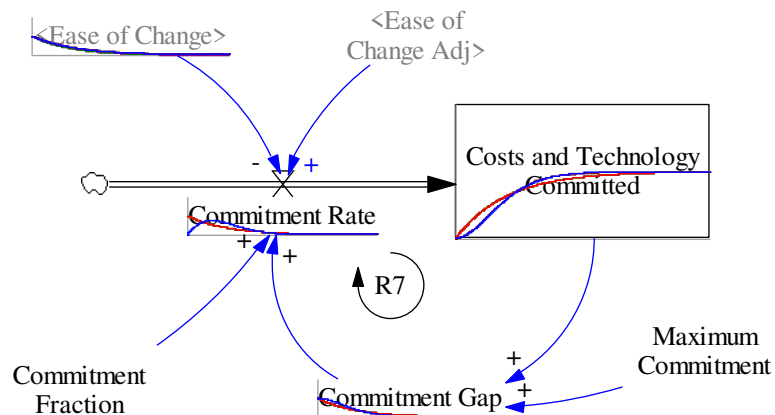 <Ease of Change>
<Ease of
Change Adj>
-
+
Costs and Technology
Committed
Commitment Rate
+
+
R7
Commitment
Fraction
Maximum
Commitment
+
+
Commitment Gap